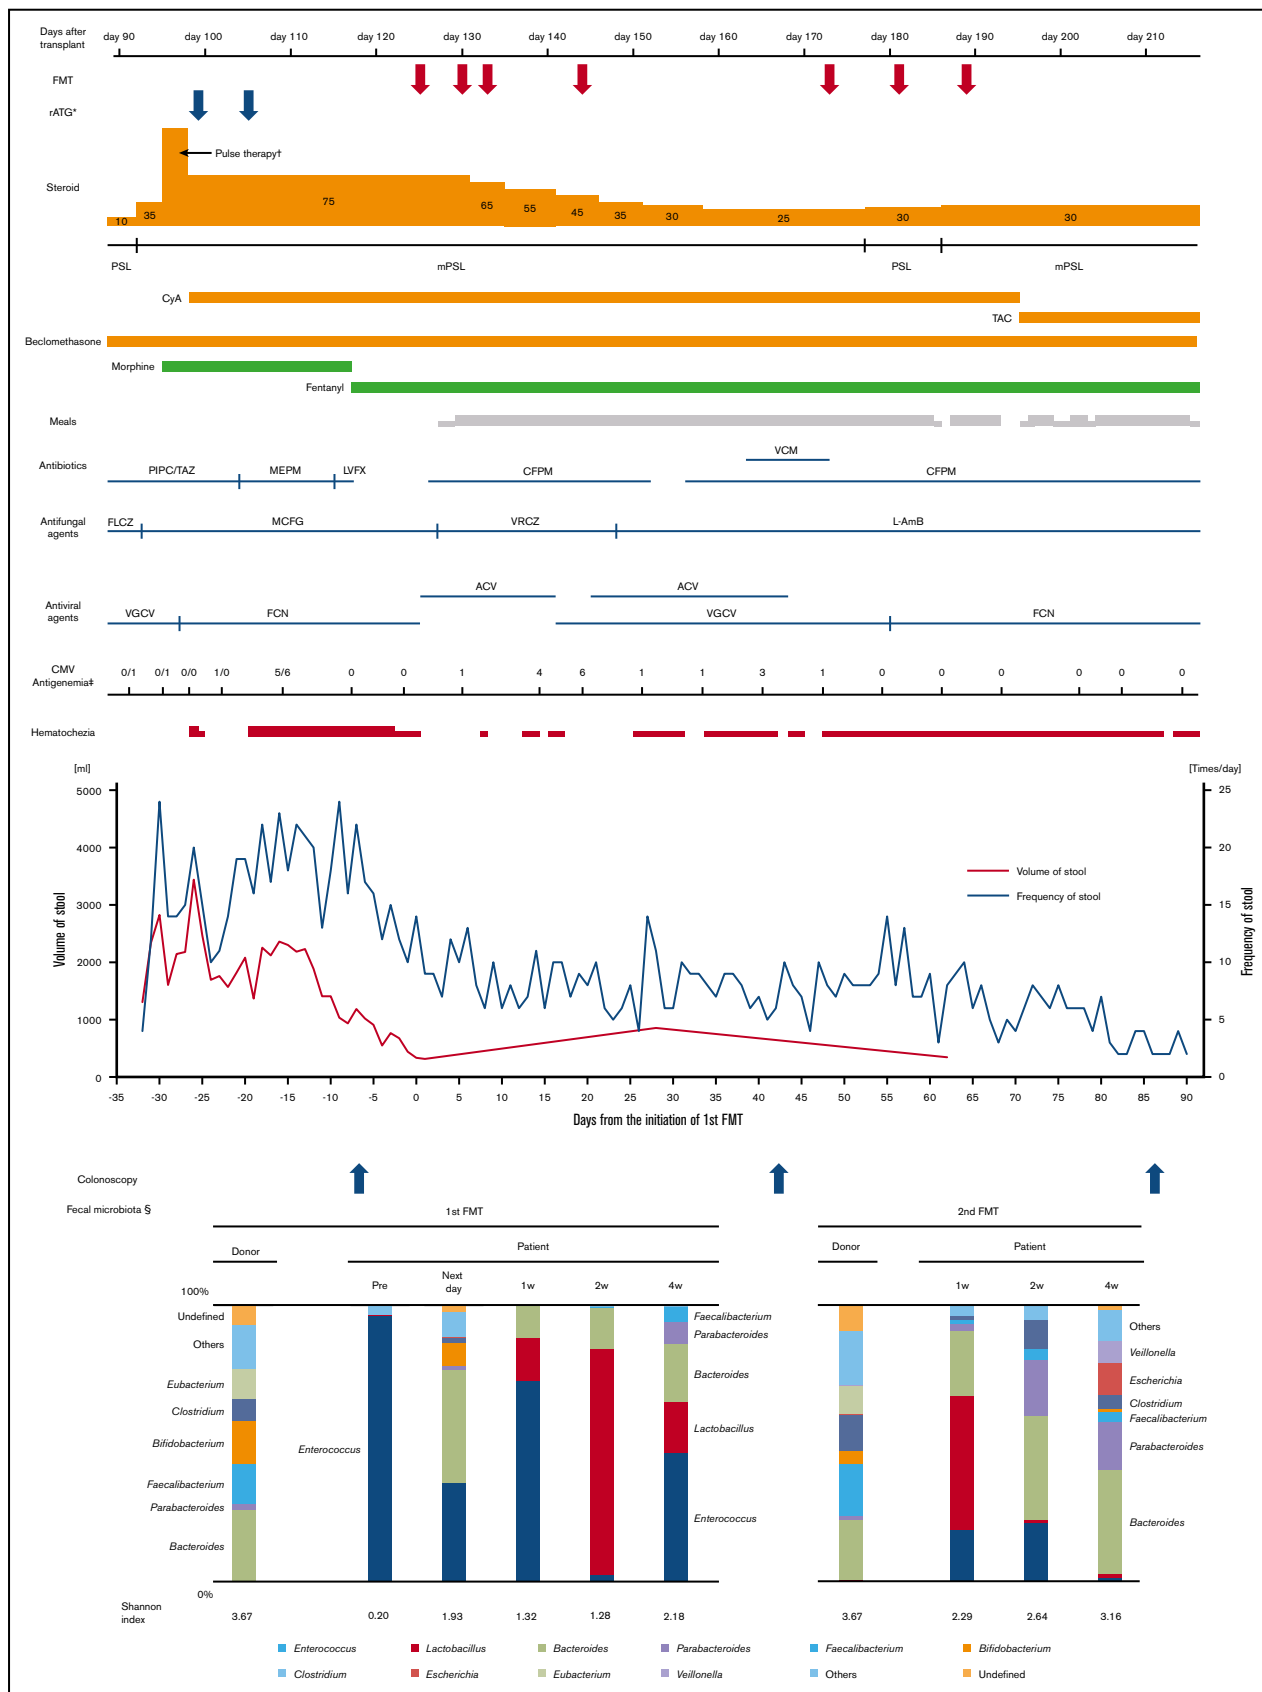 Days after
transplant
day 90 day 100 day 110 day 120 day 130 day 140 day 150 day 160 day 170 day 180 day 190 day 200 day 210
FMT
rATG*
Pulse therapy†
Steroid
10 35 75 65 55 45 35 30 25 30 30
PSL mPSL PSL mPSL
CyA
TAC
Beclomethasone
Morphine
Fentanyl
Meals
VCM
Antibiotics
PIPC/TAZ MEPM LVFX CFPM CFPM
Antifungal
agents
FLCZ MCFG VRCZ L-AmB
ACV ACV
Antiviral
agents
VGCV FCN VGCV FCN
CMV
Antigenemia‡
0/1 0/1 0/0 1/0 5/6 0 0 1 4 6 1 1 3 1 0 0 0 0 0 0
Hematochezia
[ml] [Times/day]
5000 25
4000 20
3000 15
2000 10
1000 5
0 0
Volume of stool
Frequency of stool
Volume of stool
Frequency of stool
-35 -30 -25 -20 -15 -10 -5 0 5 10 15 20 25 30 35 40 45 50 55 60 65 70 75 80 85 90
Days from the initiation of 1st FMT
Colonoscopy
Fecal microbiota §
1st FMT 2nd FMT
Donor Patient Donor Patient
Pre Next
day 1w 2w 4w 1w 2w 4w
100%
Undefined
Others
Eubacterium
Clostridium
Bifidobacterium
Faecalibacterium
Parabacteroides
Bacteroides
0%
Enterococcus
Faecalibacterium
Parabacteroides
Bacteroides
Lactobacillus
Enterococcus
Others
Veillonella
Escherichia
Clostridium
Faecalibacterium
Parabacteroides
Bacteroides
Shannon
index
3.67 0.20 1.93 1.32 1.28 2.18 3.67 2.29 2.64 3.16
Enterococcus Lactobacillus Bacteroides Parabacteroides Faecalibacterium Bifidobacterium
Clostridium Escherichia Eubacterium Veillonella Others Undefined